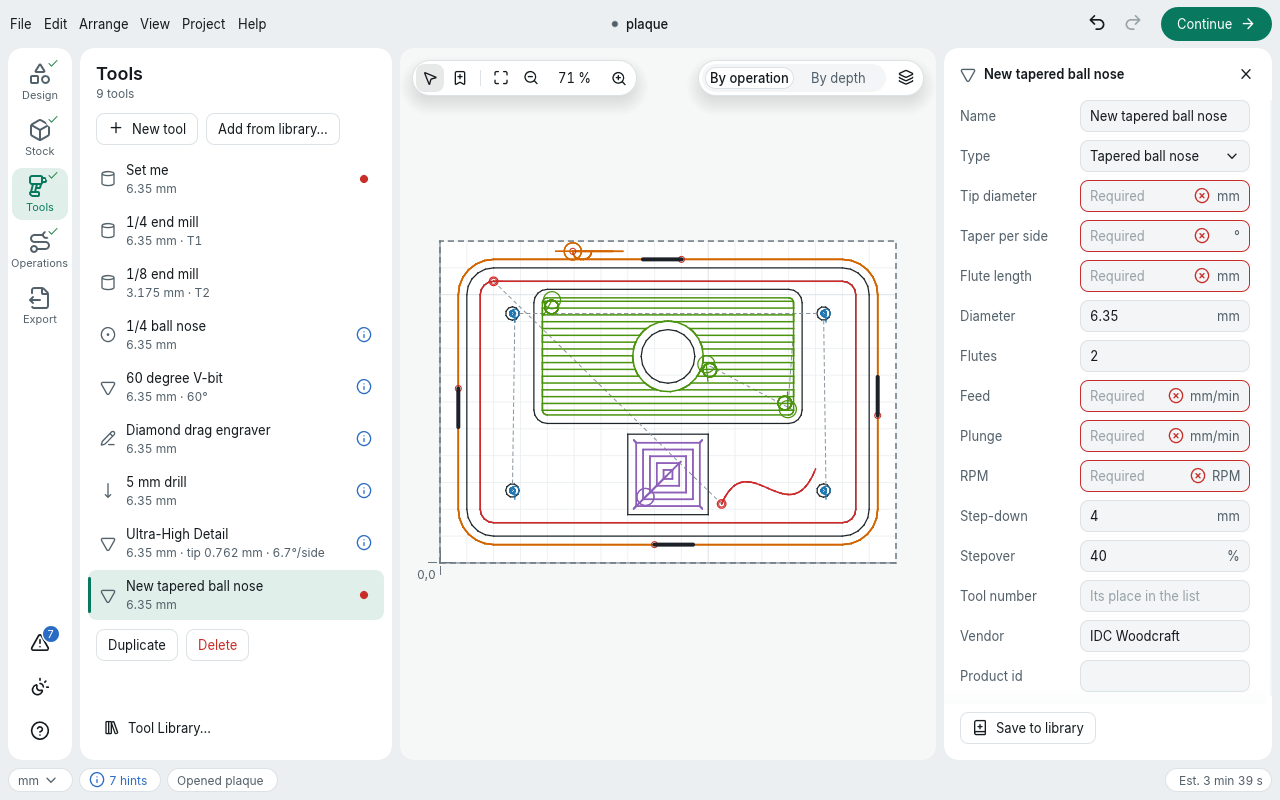 File Edit Arrange View Project Help
plaque
Continue
Design
Stock
Tools
Operations
Export
7
Tools
9 tools
New tool
Add from library...
Set me
6.35 mm
1/4 end mill
6.35 mm · T1
1/8 end mill
3.175 mm · T2
1/4 ball nose
6.35 mm
60 degree V-bit
6.35 mm · 60°
Diamond drag engraver
6.35 mm
5 mm drill
6.35 mm
Ultra-High Detail
6.35 mm · tip 0.762 mm · 6.7°/side
New tapered ball nose
6.35 mm
Duplicate
Delete
Tool Library...
71 %
By operation
By depth
0,0
New tapered ball nose
Name New tapered ball nose
Type Tapered ball nose
Tip diameter Required mm
Taper per side Required °
Flute length Required mm
Diameter 6.35 mm
Flutes 2
Feed Required mm/min
Plunge Required mm/min
RPM Required RPM
Step-down 4 mm
Stepover 40 %
Tool number Its place in the list
Vendor IDC Woodcraft
Product id
Save to library
mm
7 hints
Opened plaque
Est. 3 min 39 s